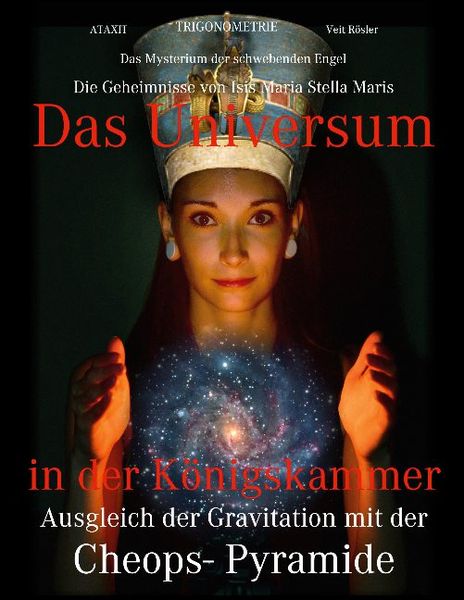 ATAXII TRIGONOMETRIE Veit Rösler
Das Mysterium der schwebenden Engel
Die Geheimnisse von Isis Maria Stella Maris
Das Universum
in der Königskammer
Ausgleich der Gravitation mit der
Cheops- Pyramide